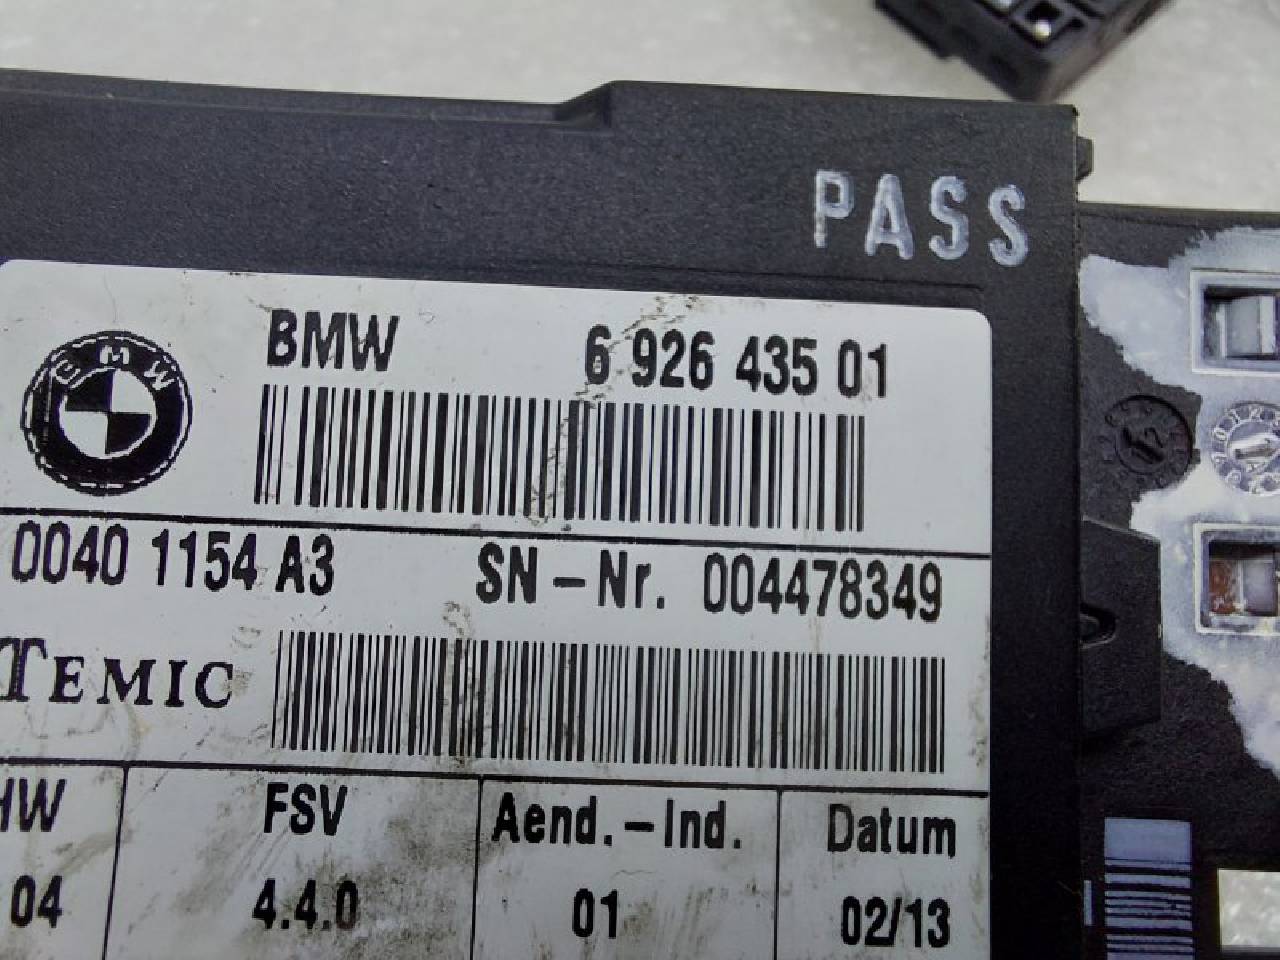 PASS
BMW 6 926 435 01
BMW
0040 1154 A3 SN-Nr. 004478349
TEMIC
HW FSV Aend.-Ind. Datum
04 4.4.0 01 02/13